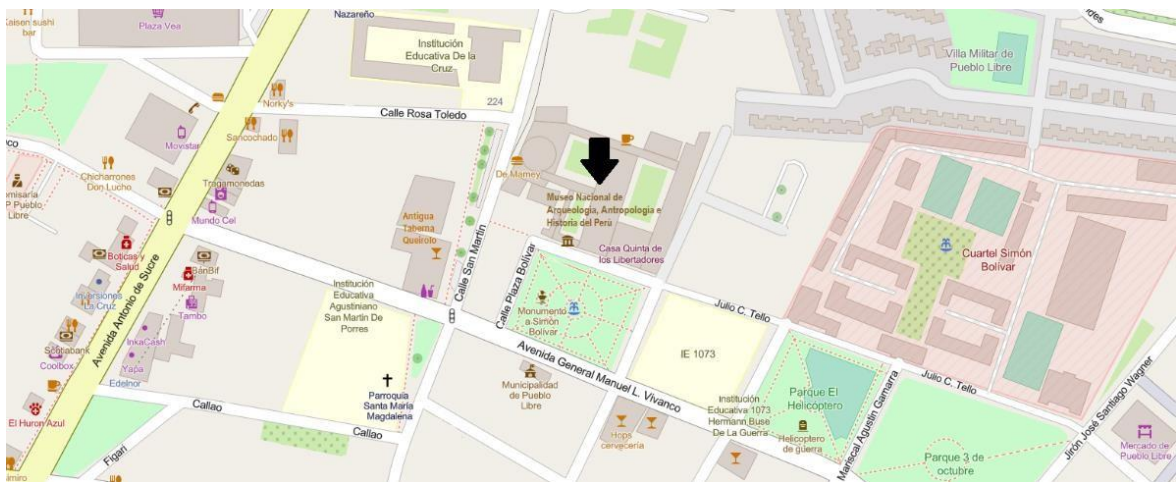 Kaisen sushi
bar
Plaza Vea
Nazareño
Institución
Educativa De la
Cruz
224
Calle Rosa Toledo
Norky's
Sancochado
Movistar
Chicharrones
Don Lucho
Tragamonedas
Mundo Cel
omisaría
P Pueblo
Libre
Boticas y
Salud
BanBif
Mifarma
Tambo
Inversiones
La Cruz
InkaCash
Scotiabank
Yapa
Coolbox
Edelnor
El Huron Azul
Avenida Antonio de Sucre
Callao
Callao
Figari
Institución
Educativa
Agustiniano
San Martin De
Porres
Antigua
Taberna
Queirolo
Calle San Martín
De Mamey
Museo Nacional de
Arqueología, Antropología e
Historia del Perú
Casa Quinta de
los Libertadores
Calle Plaza Bolívar
Monumento
a Simón
Bolívar
Avenida General Manuel L. Vivanco
Parroquia
Santa María
Magdalena
Municipalidad
de Pueblo
Libre
Hops
cervecería
IE 1073
Institución
Educativa 1073
Hermann Buse
De La Guerra
Julio C. Tello
Parque El
Helicóptero
Helicoptero
de guerra
Mariscal Agustín Gamarra
Julio C. Tello
Parque 3 de
octubre
Villa Militar de
Pueblo Libre
Cuartel Simón
Bolívar
Jirón José Santiago Wagner
Mercado de
Pueblo Libre